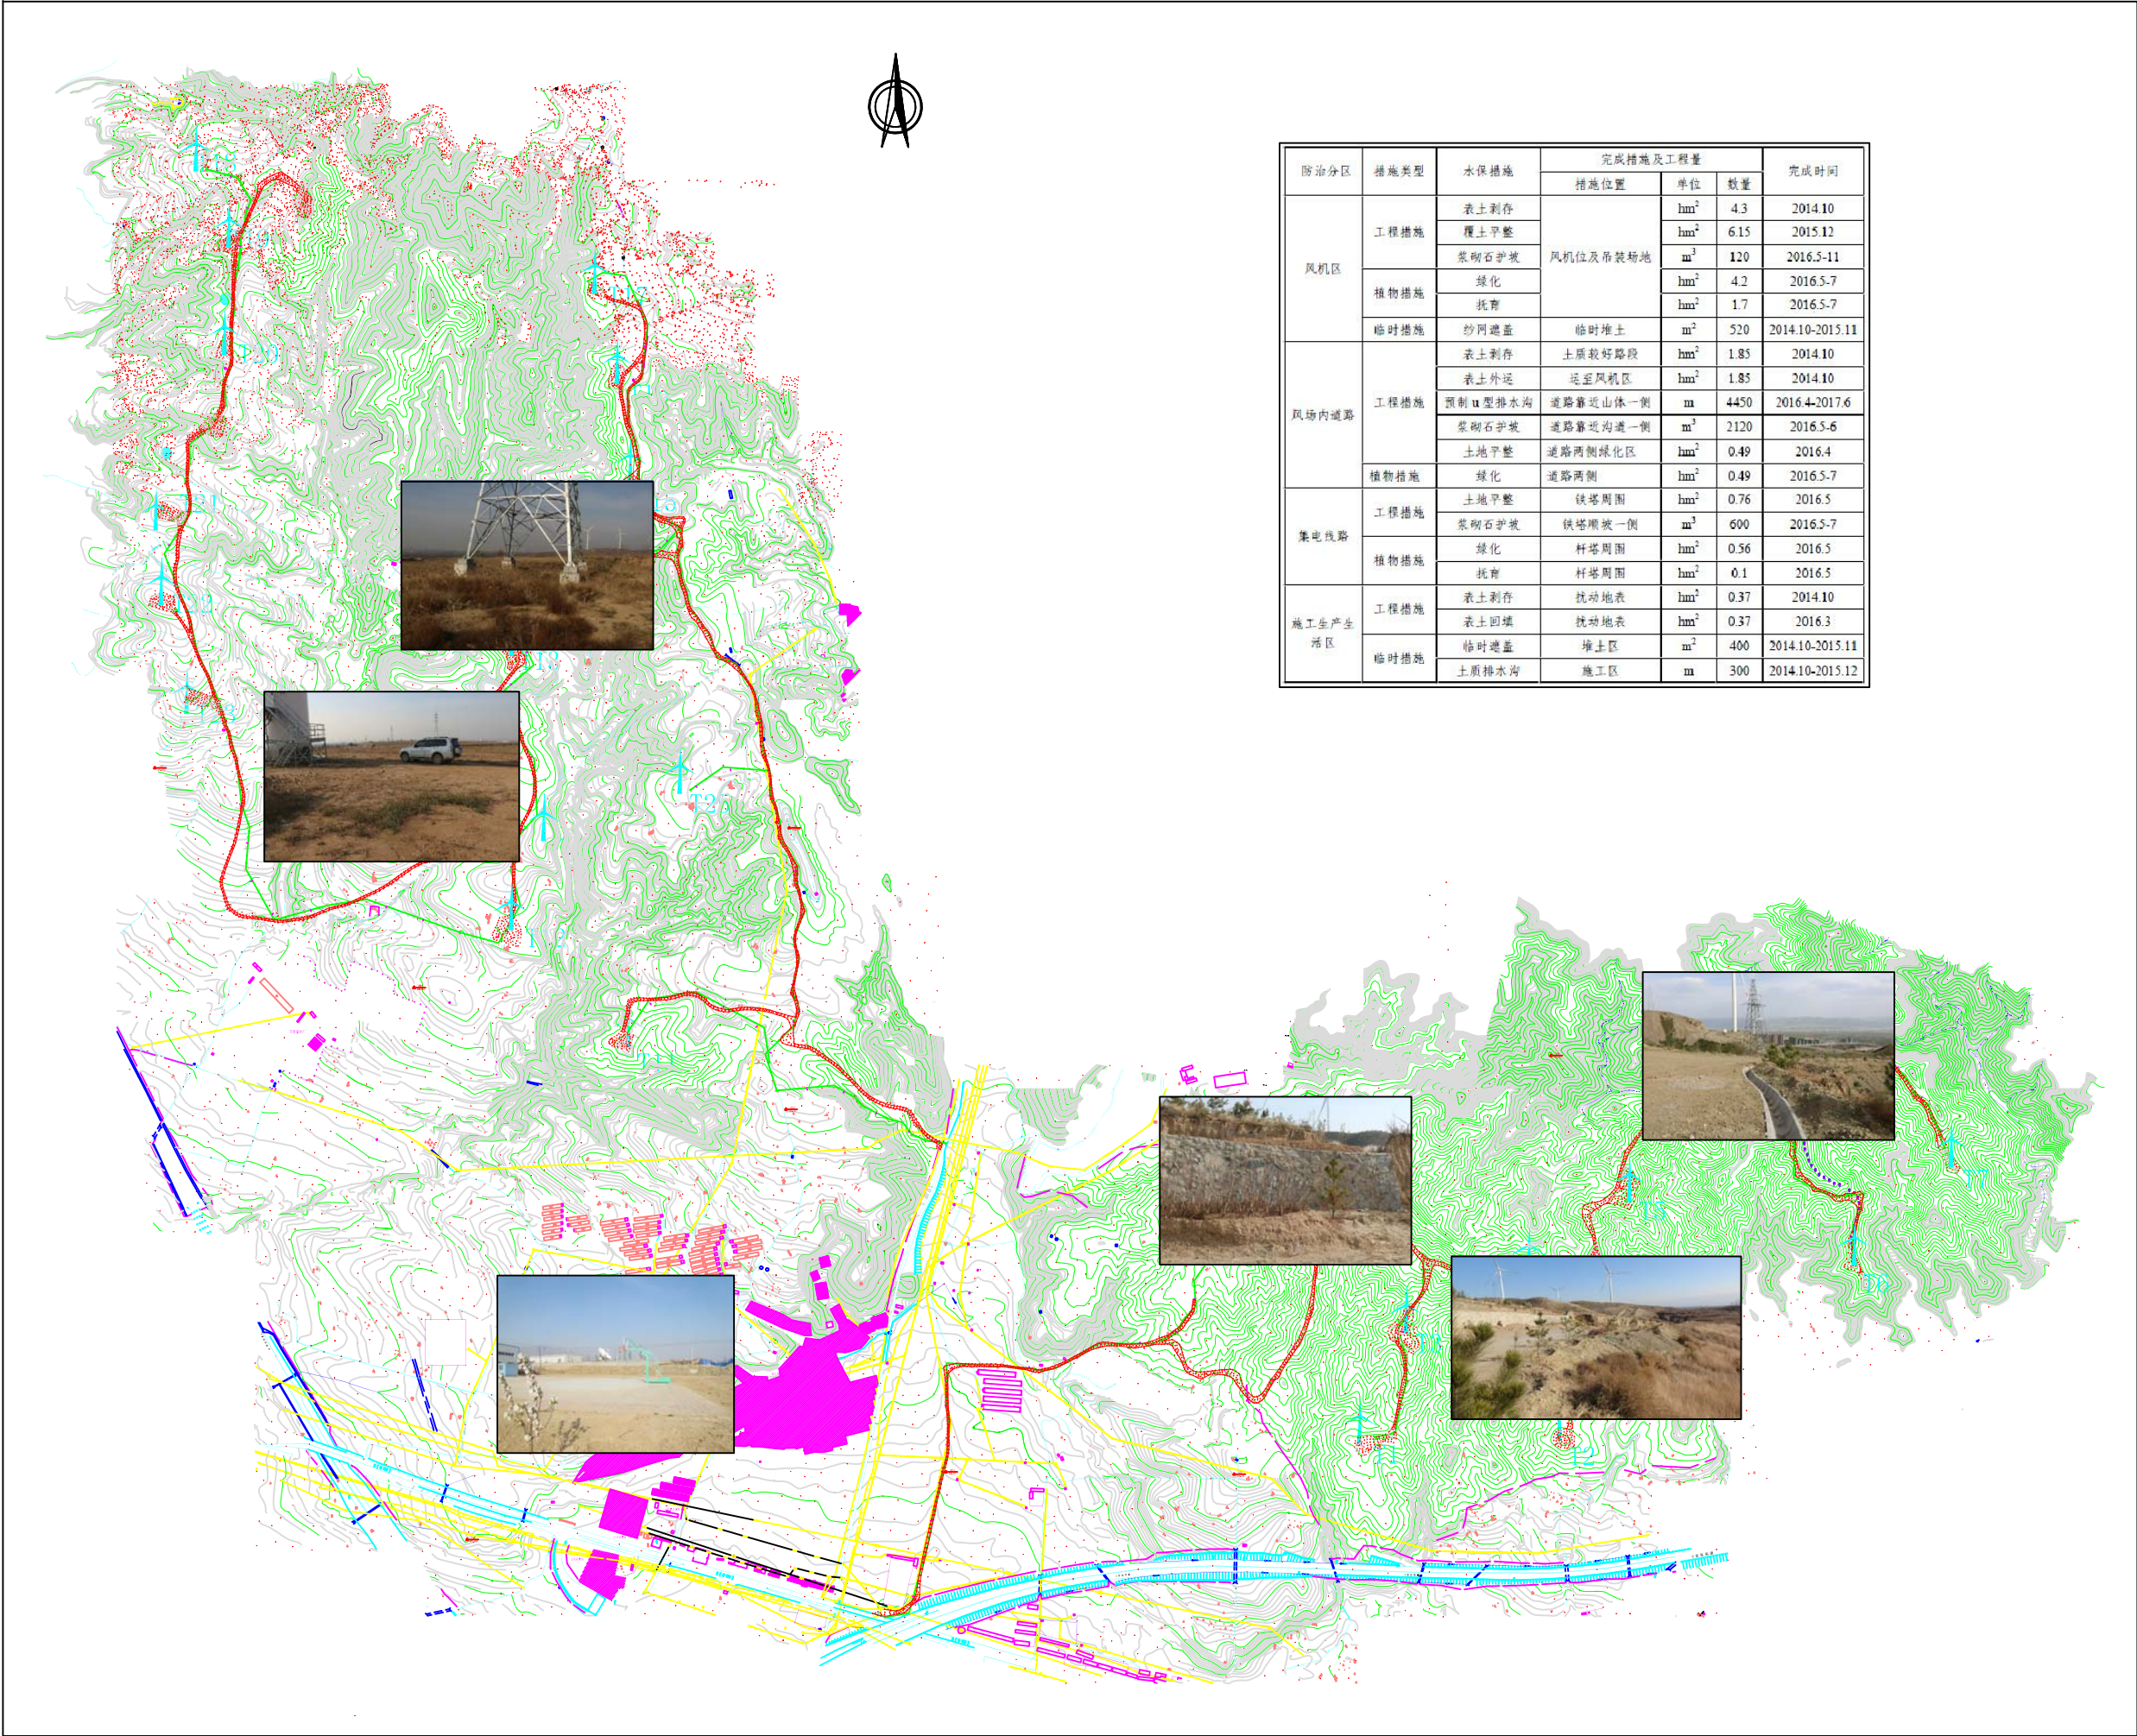 防治分区 措施类型 水保措施 完成措施及工程量 完成时间
措施位置 单位 数量
风机区 工程措施 表土剥存 风机位及吊装场地 hm² 4.3 2014.10
覆土平整 hm² 6.15 2015.12
浆砌石护坡 m³ 120 2016.5-11
植物措施 绿化 hm² 4.2 2016.5-7
抚育 hm² 1.7 2016.5-7
临时措施 纱网遮盖 临时堆土 m² 520 2014.10-2015.11
风场内道路 工程措施 表土剥存 土质较好路段 hm² 1.85 2014.10
表土外运 运至风机区 hm² 1.85 2014.10
预制u型排水沟 道路靠近山体一侧 m 4450 2016.4-2017.6
浆砌石护坡 道路靠近沟道一侧 m³ 2120 2016.5-6
土地平整 道路两侧绿化区 hm² 0.49 2016.4
植物措施 绿化 道路两侧 hm² 0.49 2016.5-7
集电线路 工程措施 土地平整 铁塔周围 hm² 0.76 2016.5
浆砌石护坡 铁塔顺坡一侧 m³ 600 2016.5-7
植物措施 绿化 杆塔周围 hm² 0.56 2016.5
抚育 杆塔周围 hm² 0.1 2016.5
施工生产生活区 工程措施 表土剥存 扰动地表 hm² 0.37 2014.10
表土回填 扰动地表 hm² 0.37 2016.3
临时措施 临时遮盖 堆土区 m² 400 2014.10-2015.11
土质排水沟 施工区 m 300 2014.10-2015.12
T20
T11
T5
T7
T6
T1
T2